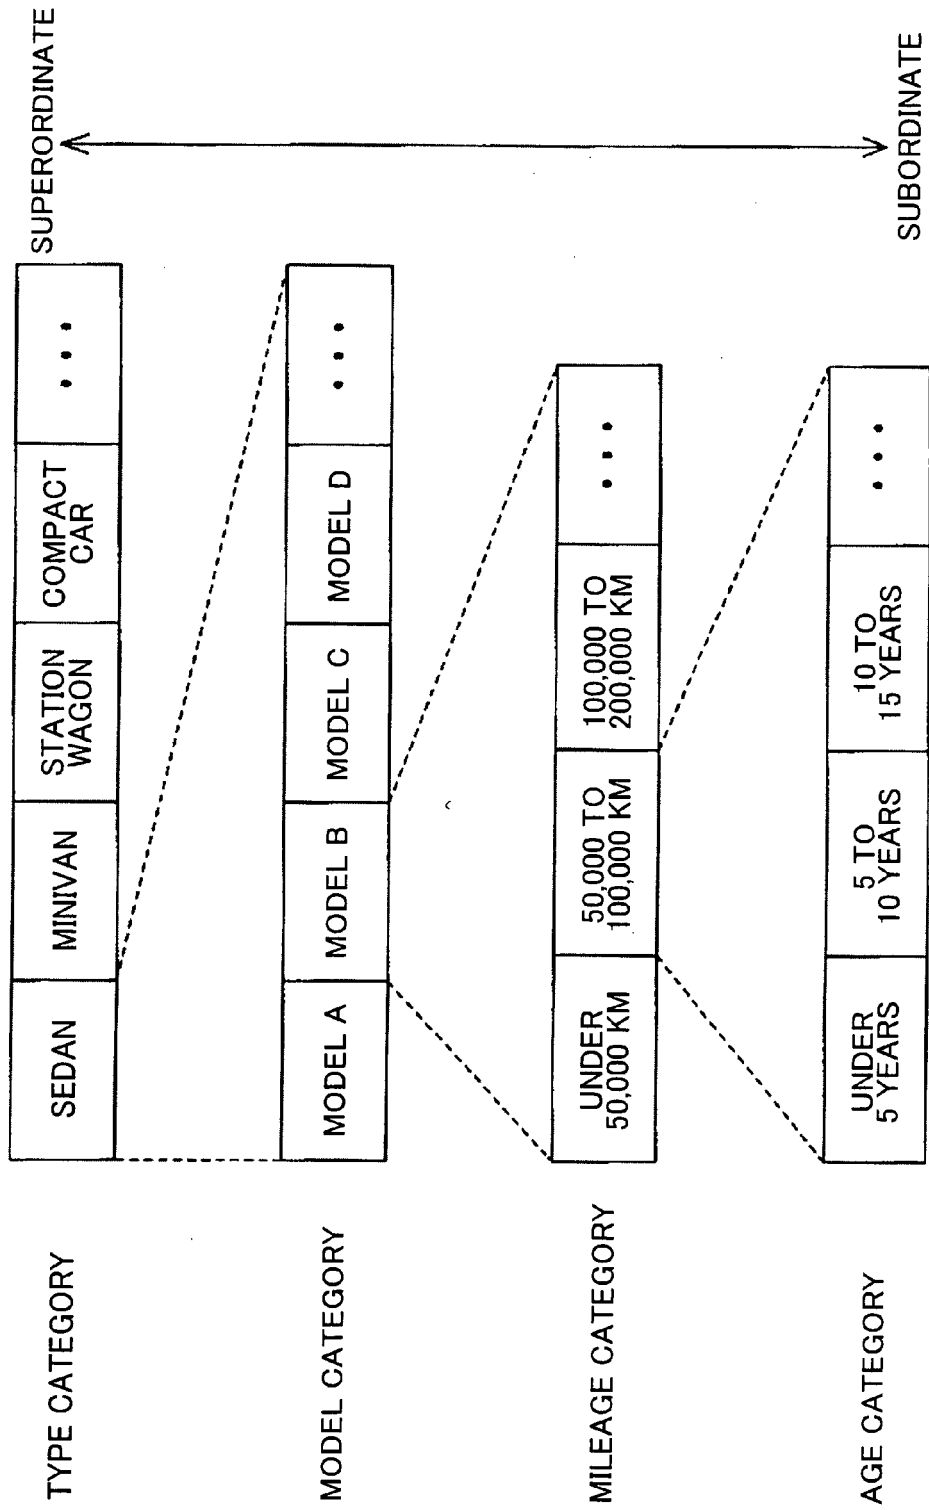 SUPERORDINATE
TYPE CATEGORY
SEDAN
MINIVAN
STATION
WAGON
COMPACT
CAR
...
MODEL CATEGORY
MODEL A
MODEL B
MODEL C
MODEL D
...
MILEAGE CATEGORY
UNDER
50,000 KM
50,000 TO
100,000 KM
100,000 TO
200,000 KM
...
AGE CATEGORY
UNDER
5 YEARS
5 TO
10 YEARS
10 TO
15 YEARS
...
SUBORDINATE